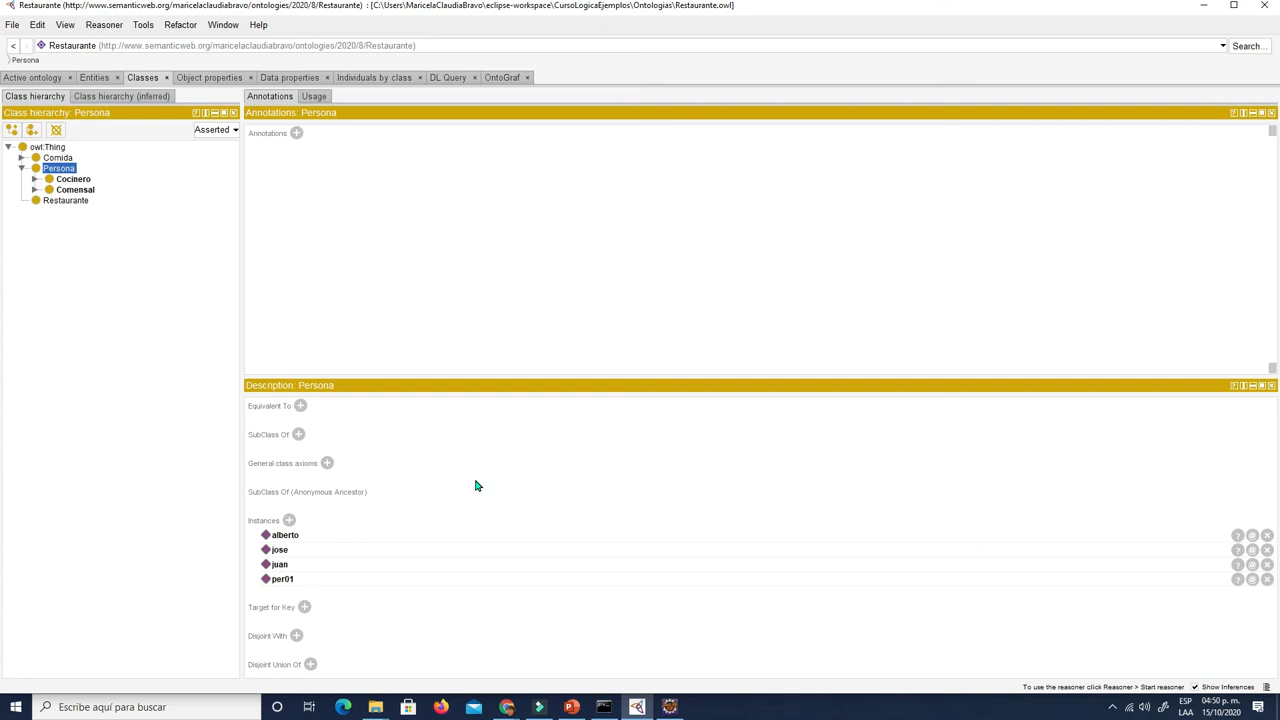 Restaurante (http://www.semanticweb.org/maricelaclaudiabravo/ontologies/2020/8/Restaurante) : [C:\Users\MaricelaClaudiaBravo\eclipse-workspace\CursoLogicaEjemplos\Ontologias\Restaurante.owl]
File Edit View Reasoner Tools Refactor Window Help
< > Restaurante (http://www.semanticweb.org/maricelaclaudiabravo/ontologies/2020/8/Restaurante) Search...
Persona
Active ontology × Entities × Classes × Object properties × Data properties × Individuals by class × DL Query × OntoGraf ×
Class hierarchy Class hierarchy (inferred) Annotations Usage
Class hierarchy: Persona
Annotations: Persona
Asserted
Annotations
owl:Thing
Comida
Persona
Cocinero
Comensal
Restaurante
Description: Persona
Equivalent To
SubClass Of
General class axioms
SubClass Of (Anonymous Ancestor)
Instances
alberto
jose
juan
per01
Target for Key
Disjoint With
Disjoint Union Of
To use the reasoner click Reasoner > Start reasoner Show Inferences
Escribe aquí para buscar
ESP 04:50 p. m.
LAA 15/10/2020